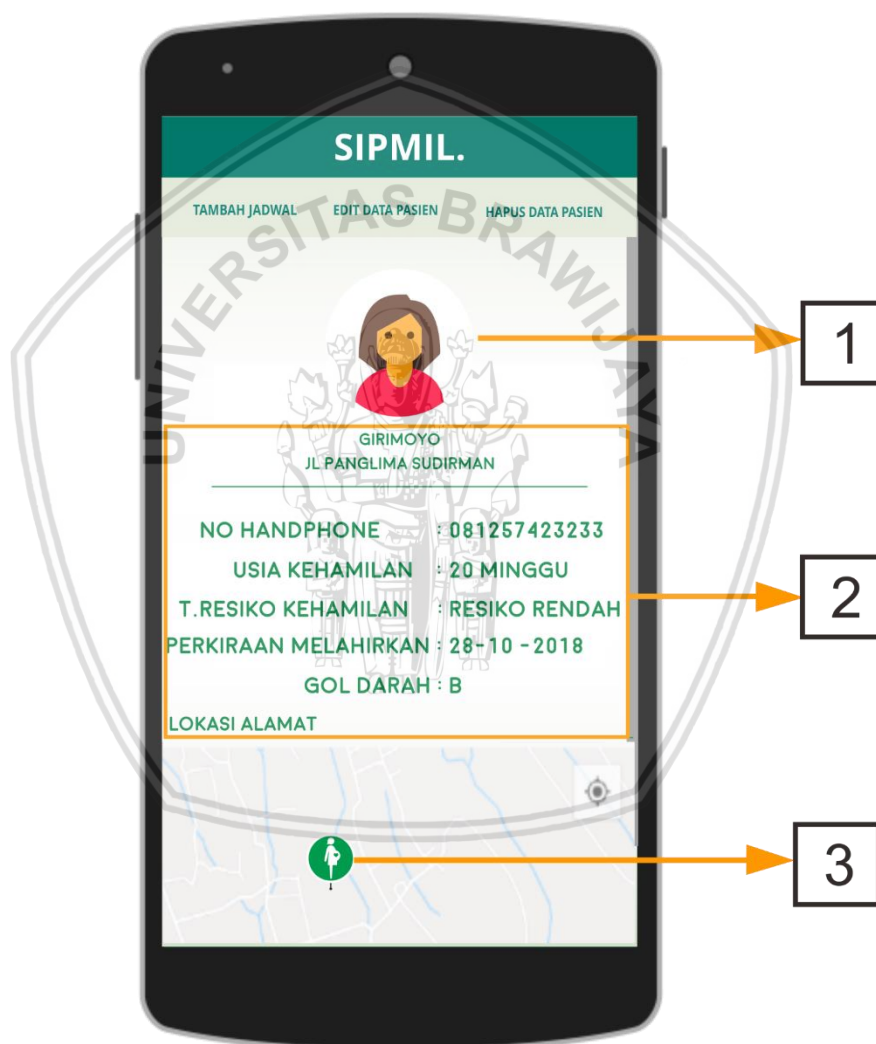 SIPMIL.
TAMBAH JADWAL EDIT DATA PASIEN HAPUS DATA PASIEN
UNIVERSITAS BRAWIJAYA
1
GIRIMOYO
JL PANGLIMA SUDIRMAN
NO HANDPHONE : 081257423233
USIA KEHAMILAN : 20 MINGGU
2
T.RESIKO KEHAMILAN : RESIKO RENDAH
PERKIRAAN MELAHIRKAN : 28-10 -2018
GOL DARAH : B
LOKASI ALAMAT
3